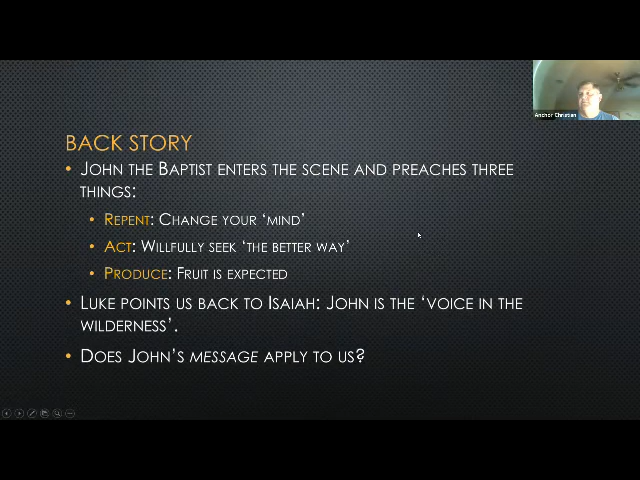 Anchor Christian
BACK STORY
• JOHN THE BAPTIST ENTERS THE SCENE AND PREACHES THREE
THINGS:
• REPENT: CHANGE YOUR ‘MIND’
• ACT: WILLFULLY SEEK ‘THE BETTER WAY’
• PRODUCE: FRUIT IS EXPECTED
• LUKE POINTS US BACK TO ISAIAH: JOHN IS THE ‘VOICE IN THE
WILDERNESS’.
• DOES JOHN’S MESSAGE APPLY TO US?